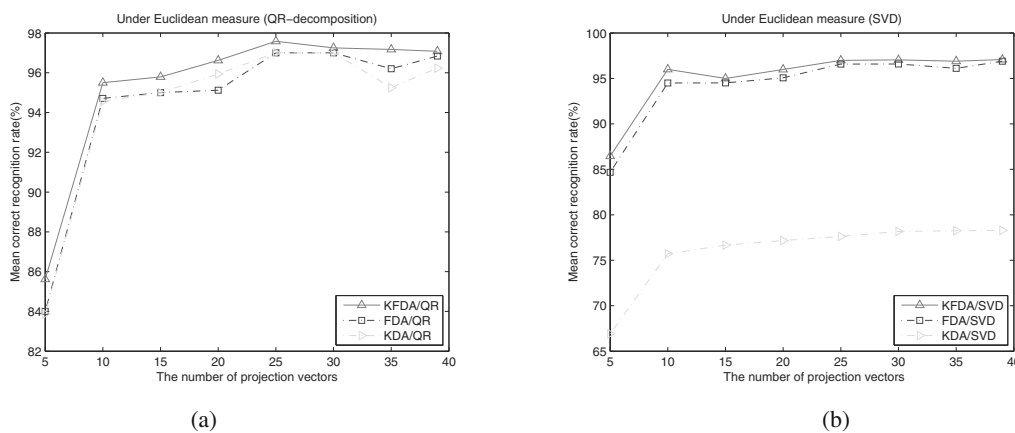 Under Euclidean measure (QR−decomposition)
98
96
94
92
90
88
86
84
82
Mean correct recognition rate(%)
5
10
15
20
25
30
35
40
The number of projection vectors
KFDA/QR
FDA/QR
KDA/QR
(a)
Under Euclidean measure (SVD)
100
95
90
85
80
75
70
65
Mean correct recognition rate(%)
5
10
15
20
25
30
35
40
The number of projection vectors
KFDA/SVD
FDA/SVD
KDA/SVD
(b)